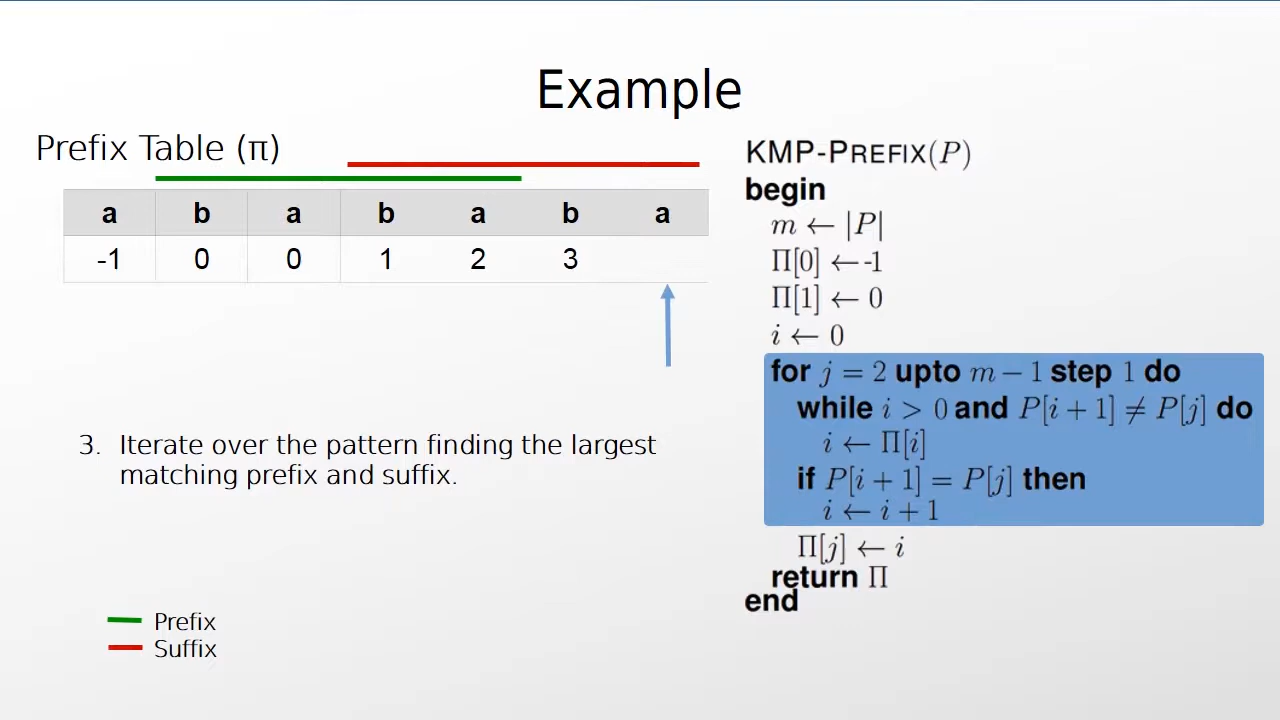 Example
Prefix Table (π)
a b a b a b a
-1 0 0 1 2 3
3. Iterate over the pattern finding the largest
matching prefix and suffix.
Prefix
Suffix
KMP-PREFIX(P)
begin
m ← |P|
Π[0] ← -1
Π[1] ← 0
i ← 0
for j = 2 upto m − 1 step 1 do
while i > 0 and P[i + 1] ≠ P[j] do
i ← Π[i]
if P[i + 1] = P[j] then
i ← i + 1
Π[j] ← i
return Π
end